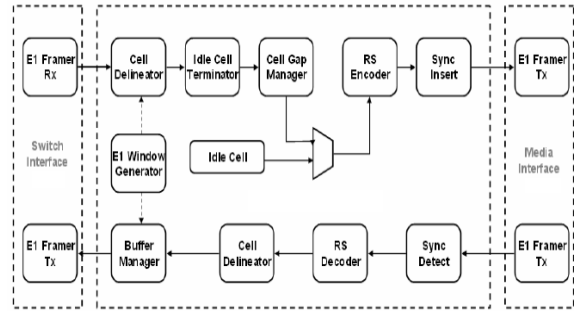 E1 Framer
Rx
Cell
Delineator
Idle Cell
Terminator
Cell Gap
Manager
RS
Encoder
Sync
Insert
E1 Framer
Tx
Switch
Interface
E1 Window
Generator
Idle Cell
Media
Interface
E1 Framer
Tx
Buffer
Manager
Cell
Delineator
RS
Decoder
Sync
Detect
E1 Framer
Tx